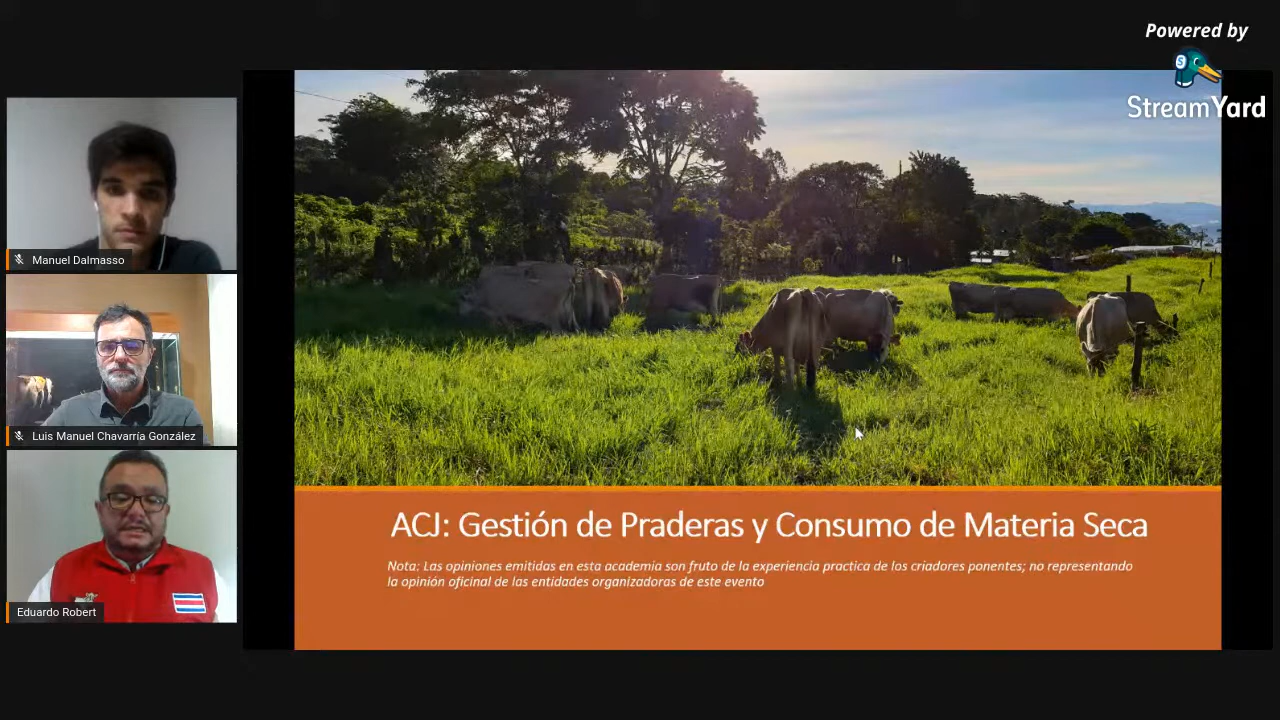 Powered by
StreamYard
Manuel Dalmasso
Luis Manuel Chavarría González
Eduardo Robert
ACJ: Gestión de Praderas y Consumo de Materia Seca
Nota: Las opiniones emitidas en esta academia son fruto de la experiencia practica de los criadores ponentes; no representando
la opinión oficinal de las entidades organizadoras de este evento